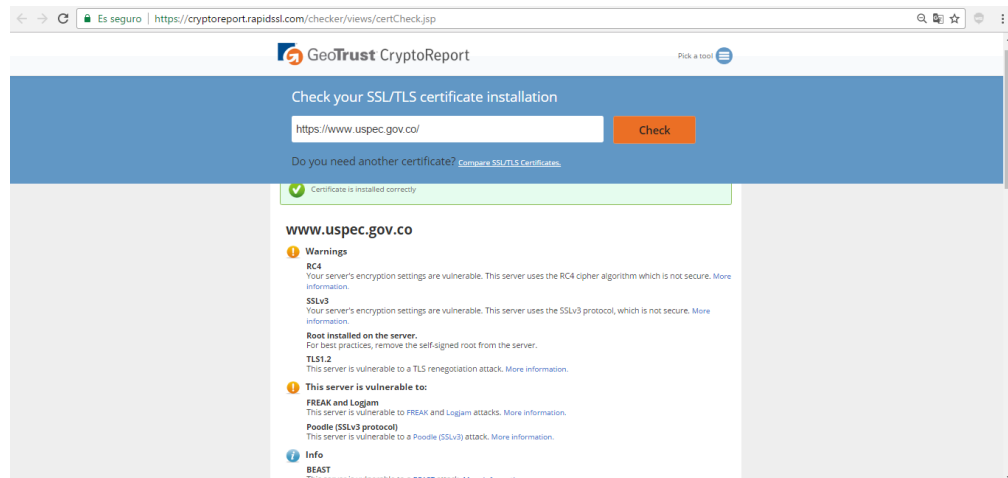 Es seguro | https://cryptoreport.rapidssl.com/checker/views/certCheck.jsp
GeoTrust CryptoReport
Pick a tool
Check your SSL/TLS certificate installation
https://www.uspec.gov.co/
Check
Do you need another certificate? Compare SSL/TLS Certificates.
Certificate is installed correctly
www.uspec.gov.co
Warnings
RC4
Your server's encryption settings are vulnerable. This server uses the RC4 cipher algorithm which is not secure. More
information.
SSLv3
Your server's encryption settings are vulnerable. This server uses the SSLv3 protocol, which is not secure. More
information.
Root installed on the server.
For best practices, remove the self-signed root from the server.
TLS1.2
This server is vulnerable to a TLS renegotiation attack. More information.
This server is vulnerable to:
FREAK and Logjam
This server is vulnerable to FREAK and Logjam attacks. More information.
Poodle (SSLv3 protocol)
This server is vulnerable to a Poodle (SSLv3) attack. More information.
Info
BEAST